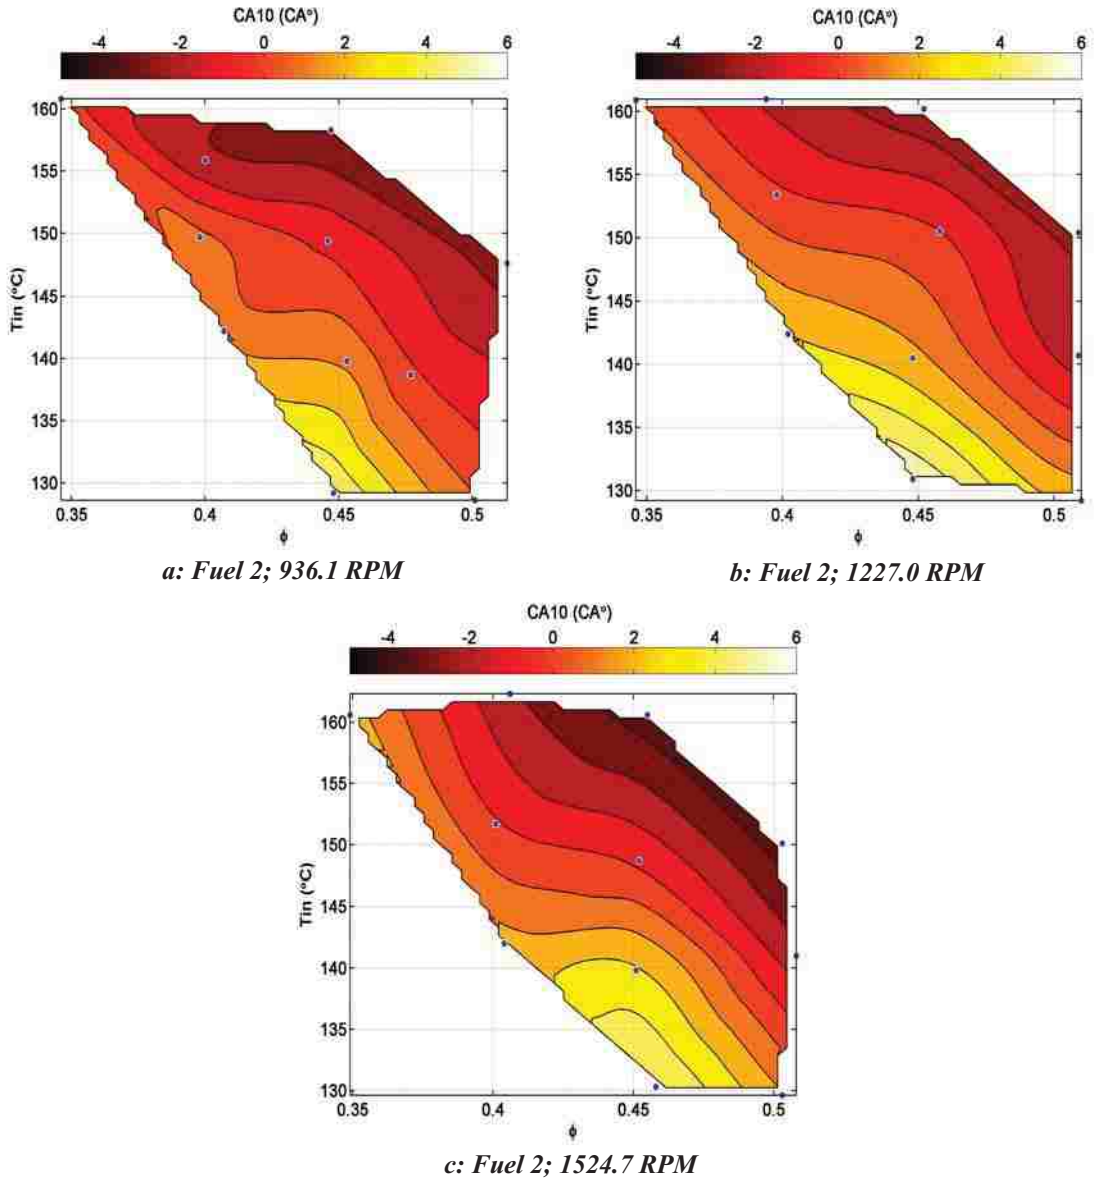 CA10 (CA°)
-4 -2 0 2 4 6
Tin (°C)
160
155
150
145
140
135
130
0.35 0.4 0.45 0.5
ϕ
a: Fuel 2; 936.1 RPM
CA10 (CA°)
-4 -2 0 2 4 6
Tin (°C)
160
155
150
145
140
135
130
0.35 0.4 0.45 0.5
ϕ
b: Fuel 2; 1227.0 RPM
CA10 (CA°)
-4 -2 0 2 4 6
Tin (°C)
160
155
150
145
140
135
130
0.35 0.4 0.45 0.5
ϕ
c: Fuel 2; 1524.7 RPM